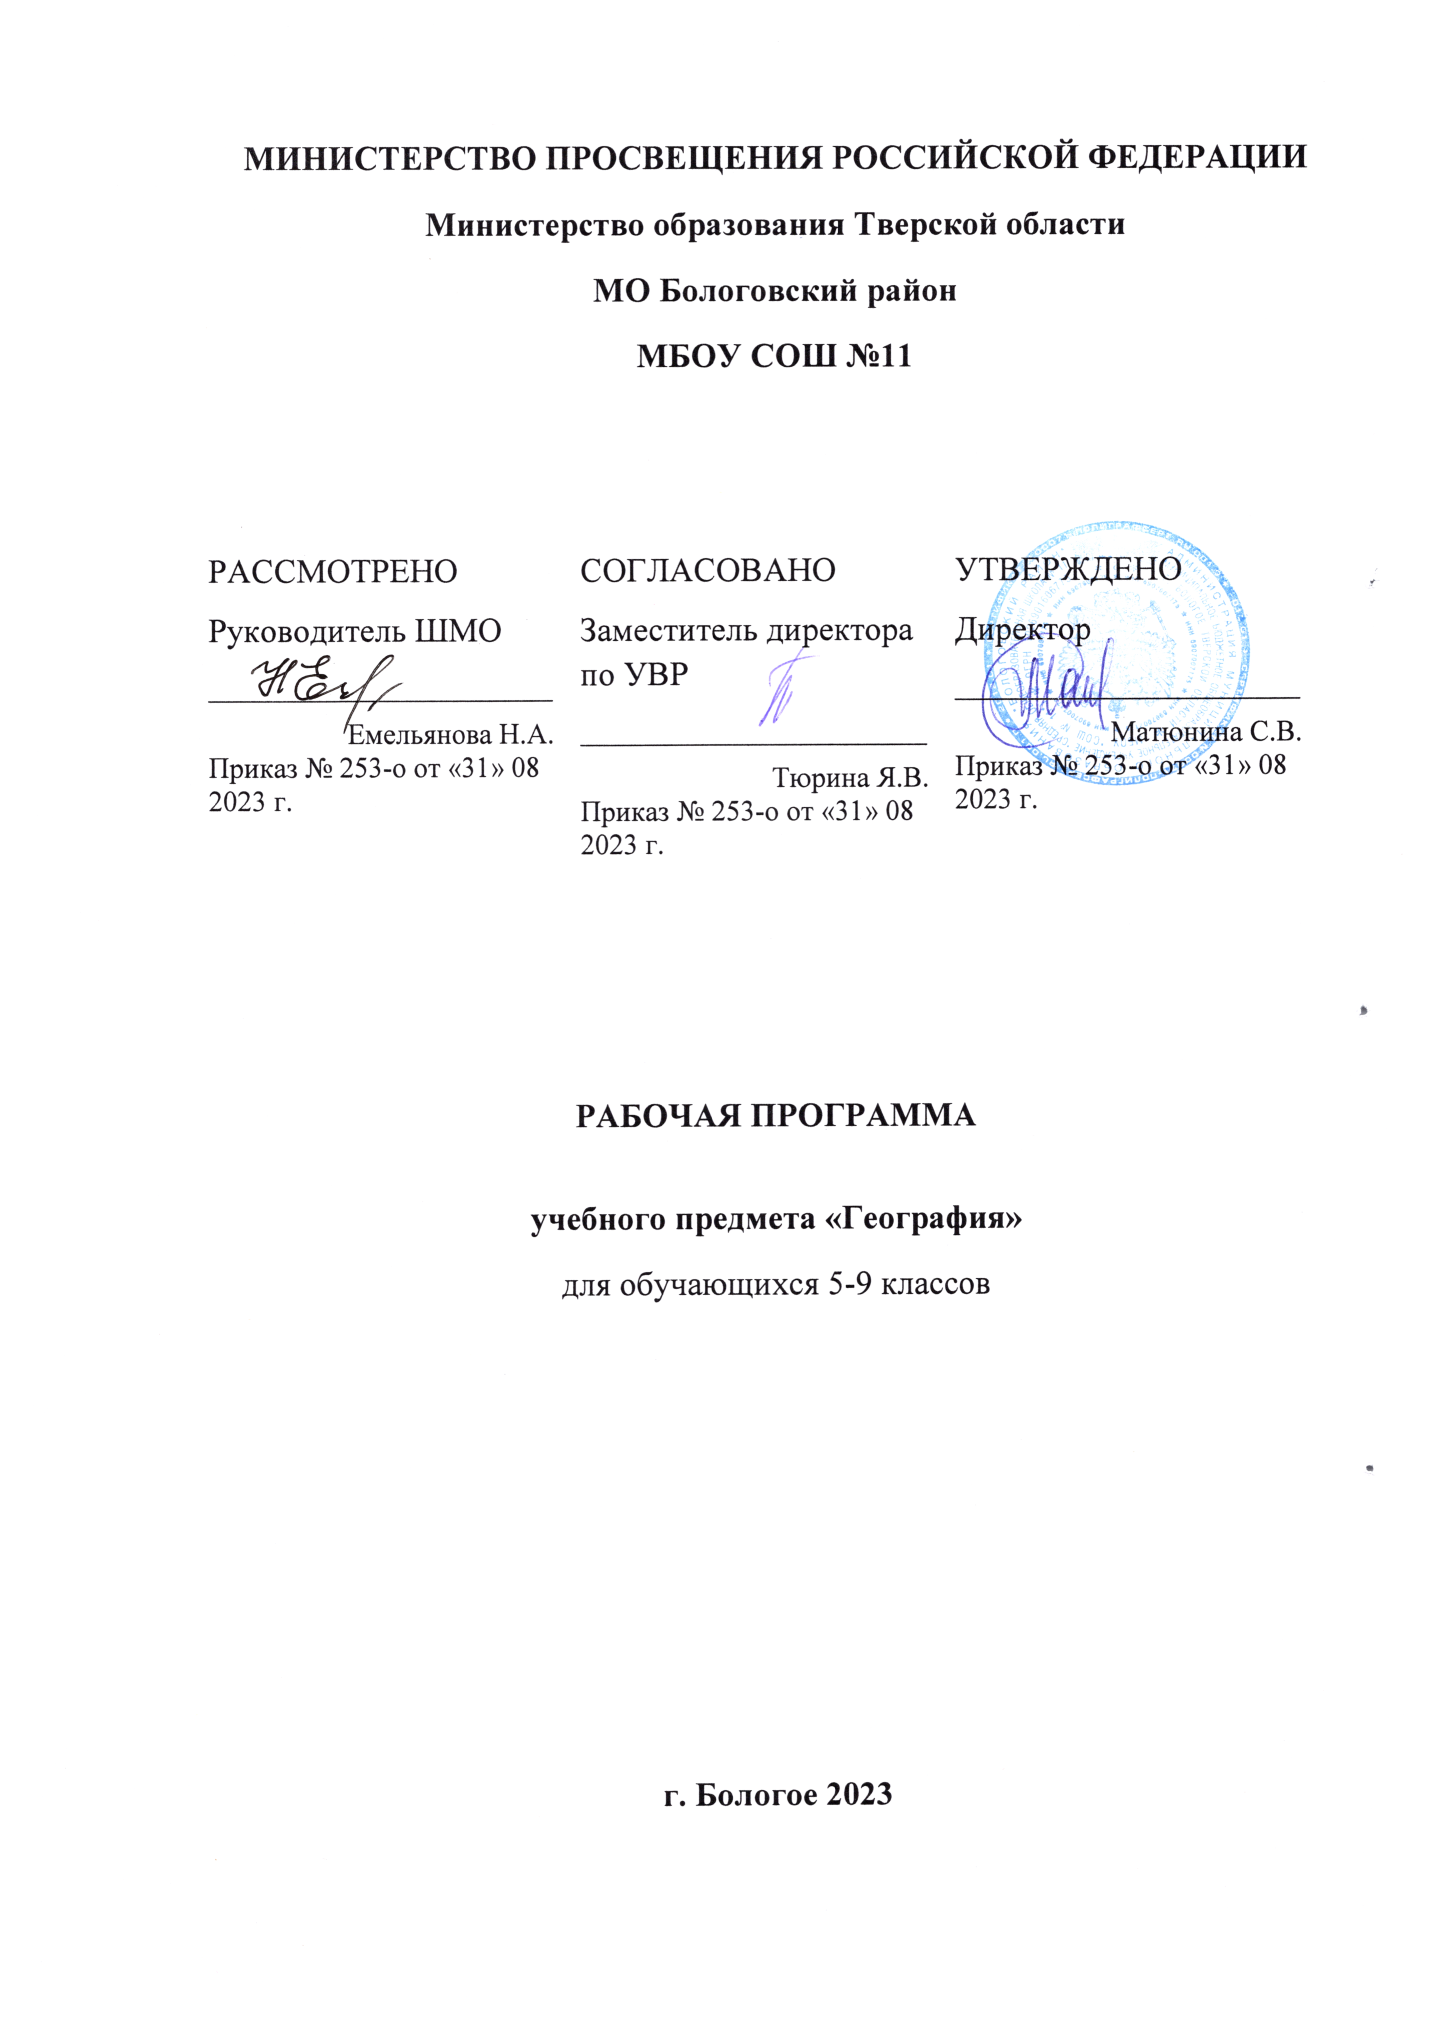 МИНИСТЕРСТВО ПРОСВЕЩЕНИЯ РОССИЙСКОЙ ФЕДЕРАЦИИ
Министерство образования Тверской области
МО Бологовский район
МБОУ СОШ №11
РАССМОТРЕНО
Руководитель ШМО
Емельянова Н.А.
Приказ № 253-о от «31» 08
2023 г.
СОГЛАСОВАНО
Заместитель директора
по УВР
Тюрина Я.В.
Приказ № 253-о от «31» 08
2023 г.
УТВЕРЖДЕНО
Директор
Матюнина С.В.
Приказ № 253-о от «31» 08
2023 г.
РАБОЧАЯ ПРОГРАММА
учебного предмета «География»
для обучающихся 5-9 классов
г. Бологое 2023